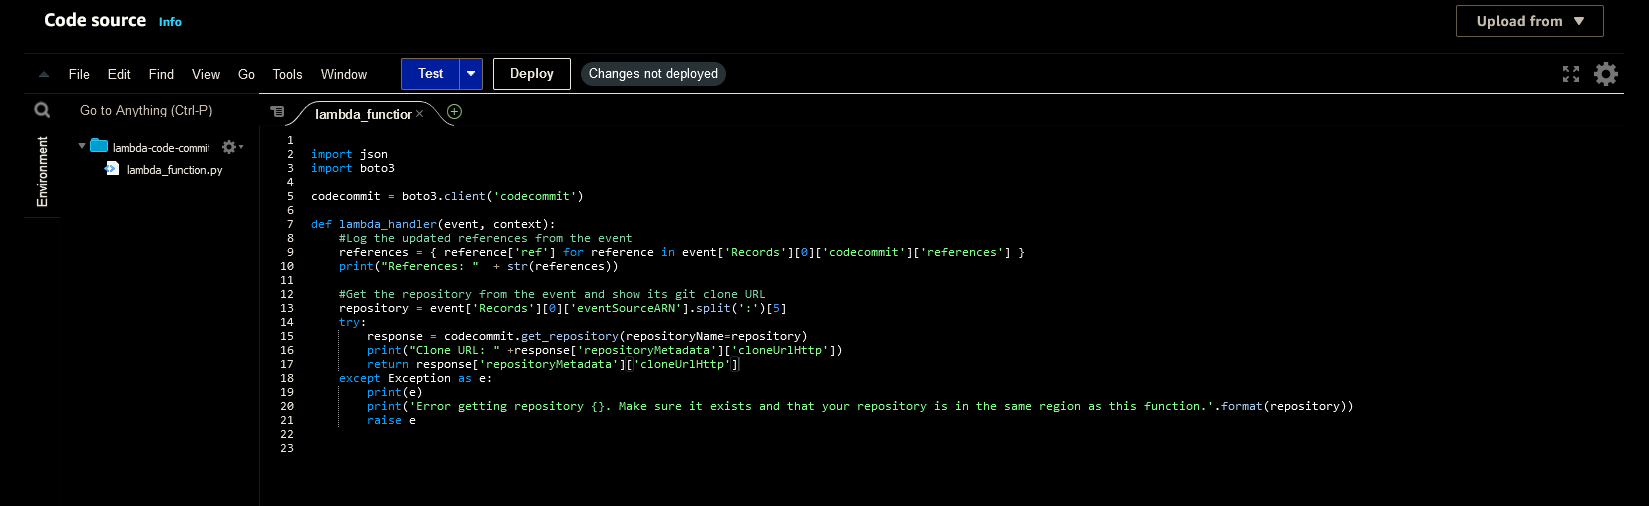 Code source Info
Upload from
File Edit Find View Go Tools Window Test Deploy Changes not deployed
Go to Anything (Ctrl-P)
lambda_function
Environment
lambda-code-commi
lambda_function.py
1
2 import json
3 import boto3
4
5 codecommit = boto3.client('codecommit')
6
7 def lambda_handler(event, context):
8 #Log the updated references from the event
9 references = { reference['ref'] for reference in event['Records'][0]['codecommit']['references'] }
10 print("References: " + str(references))
11
12 #Get the repository from the event and show its git clone URL
13 repository = event['Records'][0]['eventSourceARN'].split(':')[5]
14 try:
15 response = codecommit.get_repository(repositoryName=repository)
16 print("Clone URL: " +response['repositoryMetadata']['cloneUrlHttp'])
17 return response['repositoryMetadata']['cloneUrlHttp']
18 except Exception as e:
19 print(e)
20 print('Error getting repository {}. Make sure it exists and that your repository is in the same region as this function.'.format(repository))
21 raise e
22
23